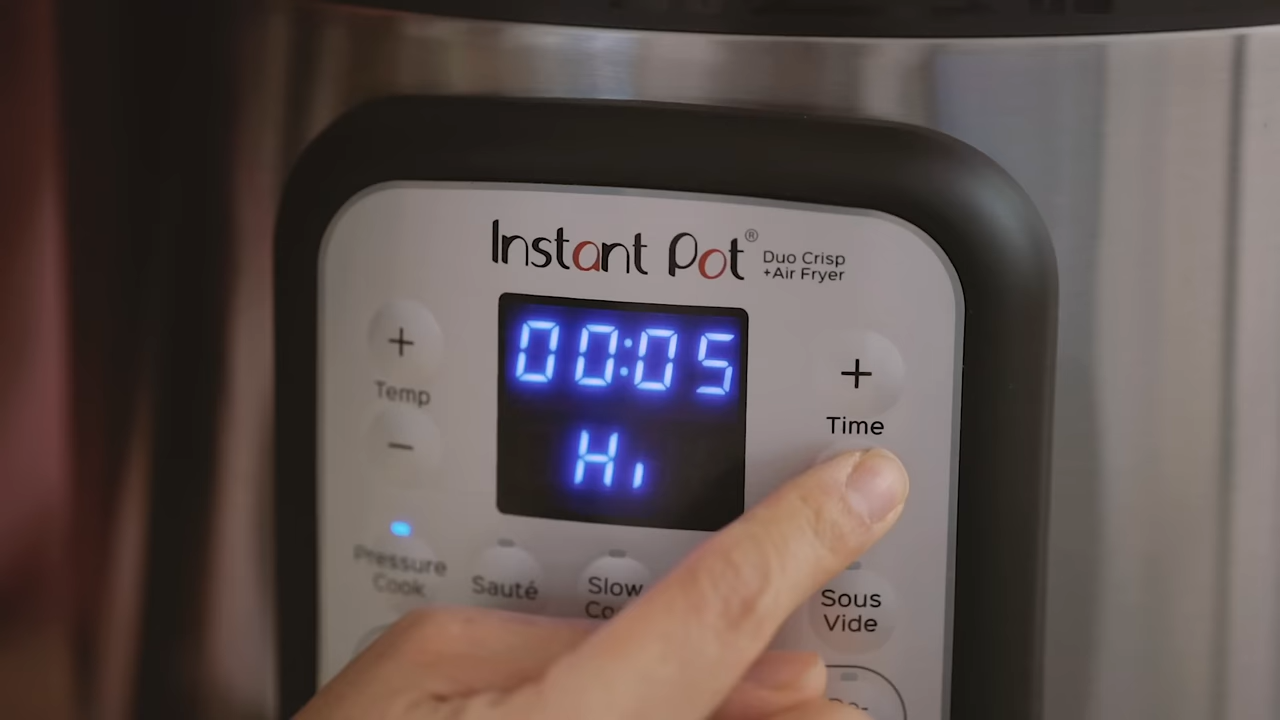 Instant Pot®
Duo Crisp
+Air Fryer
00:05
Hi
+
Temp
−
+
Time
Pressure
Cook
Sauté
Slow
Sous
Vide